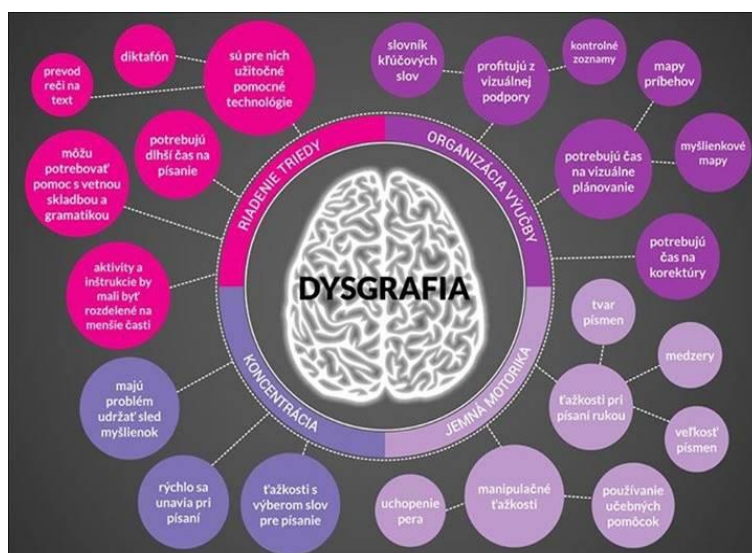 diktafón
prevod
reči na
text
sú pre nich
užitočné
pomocné
technológie
potrebujú
dlhší čas na
písanie
môžu
potrebovať
pomoc s vetnou
skladbou a
gramatikou
aktivity a
inštrukcie by
mali byť
rozdelené na
menšie časti
RIADENIE TRIEDY
slovník
kľúčových
slov
profitujú z
vizuálnej
podpory
kontrolné
zoznamy
mapy
príbehov
potrebujú čas
na vizuálne
plánovanie
myšlienkové
mapy
potrebujú
čas na
korektúry
ORGANIZÁCIA VÝUČBY
DYSGRAFIA
KONCENTRÁCIA
majú
problém
udržať sled
myšlienok
rýchlo sa
unavia pri
písaní
ťažkosti s
výberom slov
pre písanie
JEMNÁ MOTORIKA
tvar
písmen
medzery
ťažkosti pri
písaní rukou
veľkosť
písmen
uchopenie
pera
manipulačné
ťažkosti
používanie
učebných
pomôcok